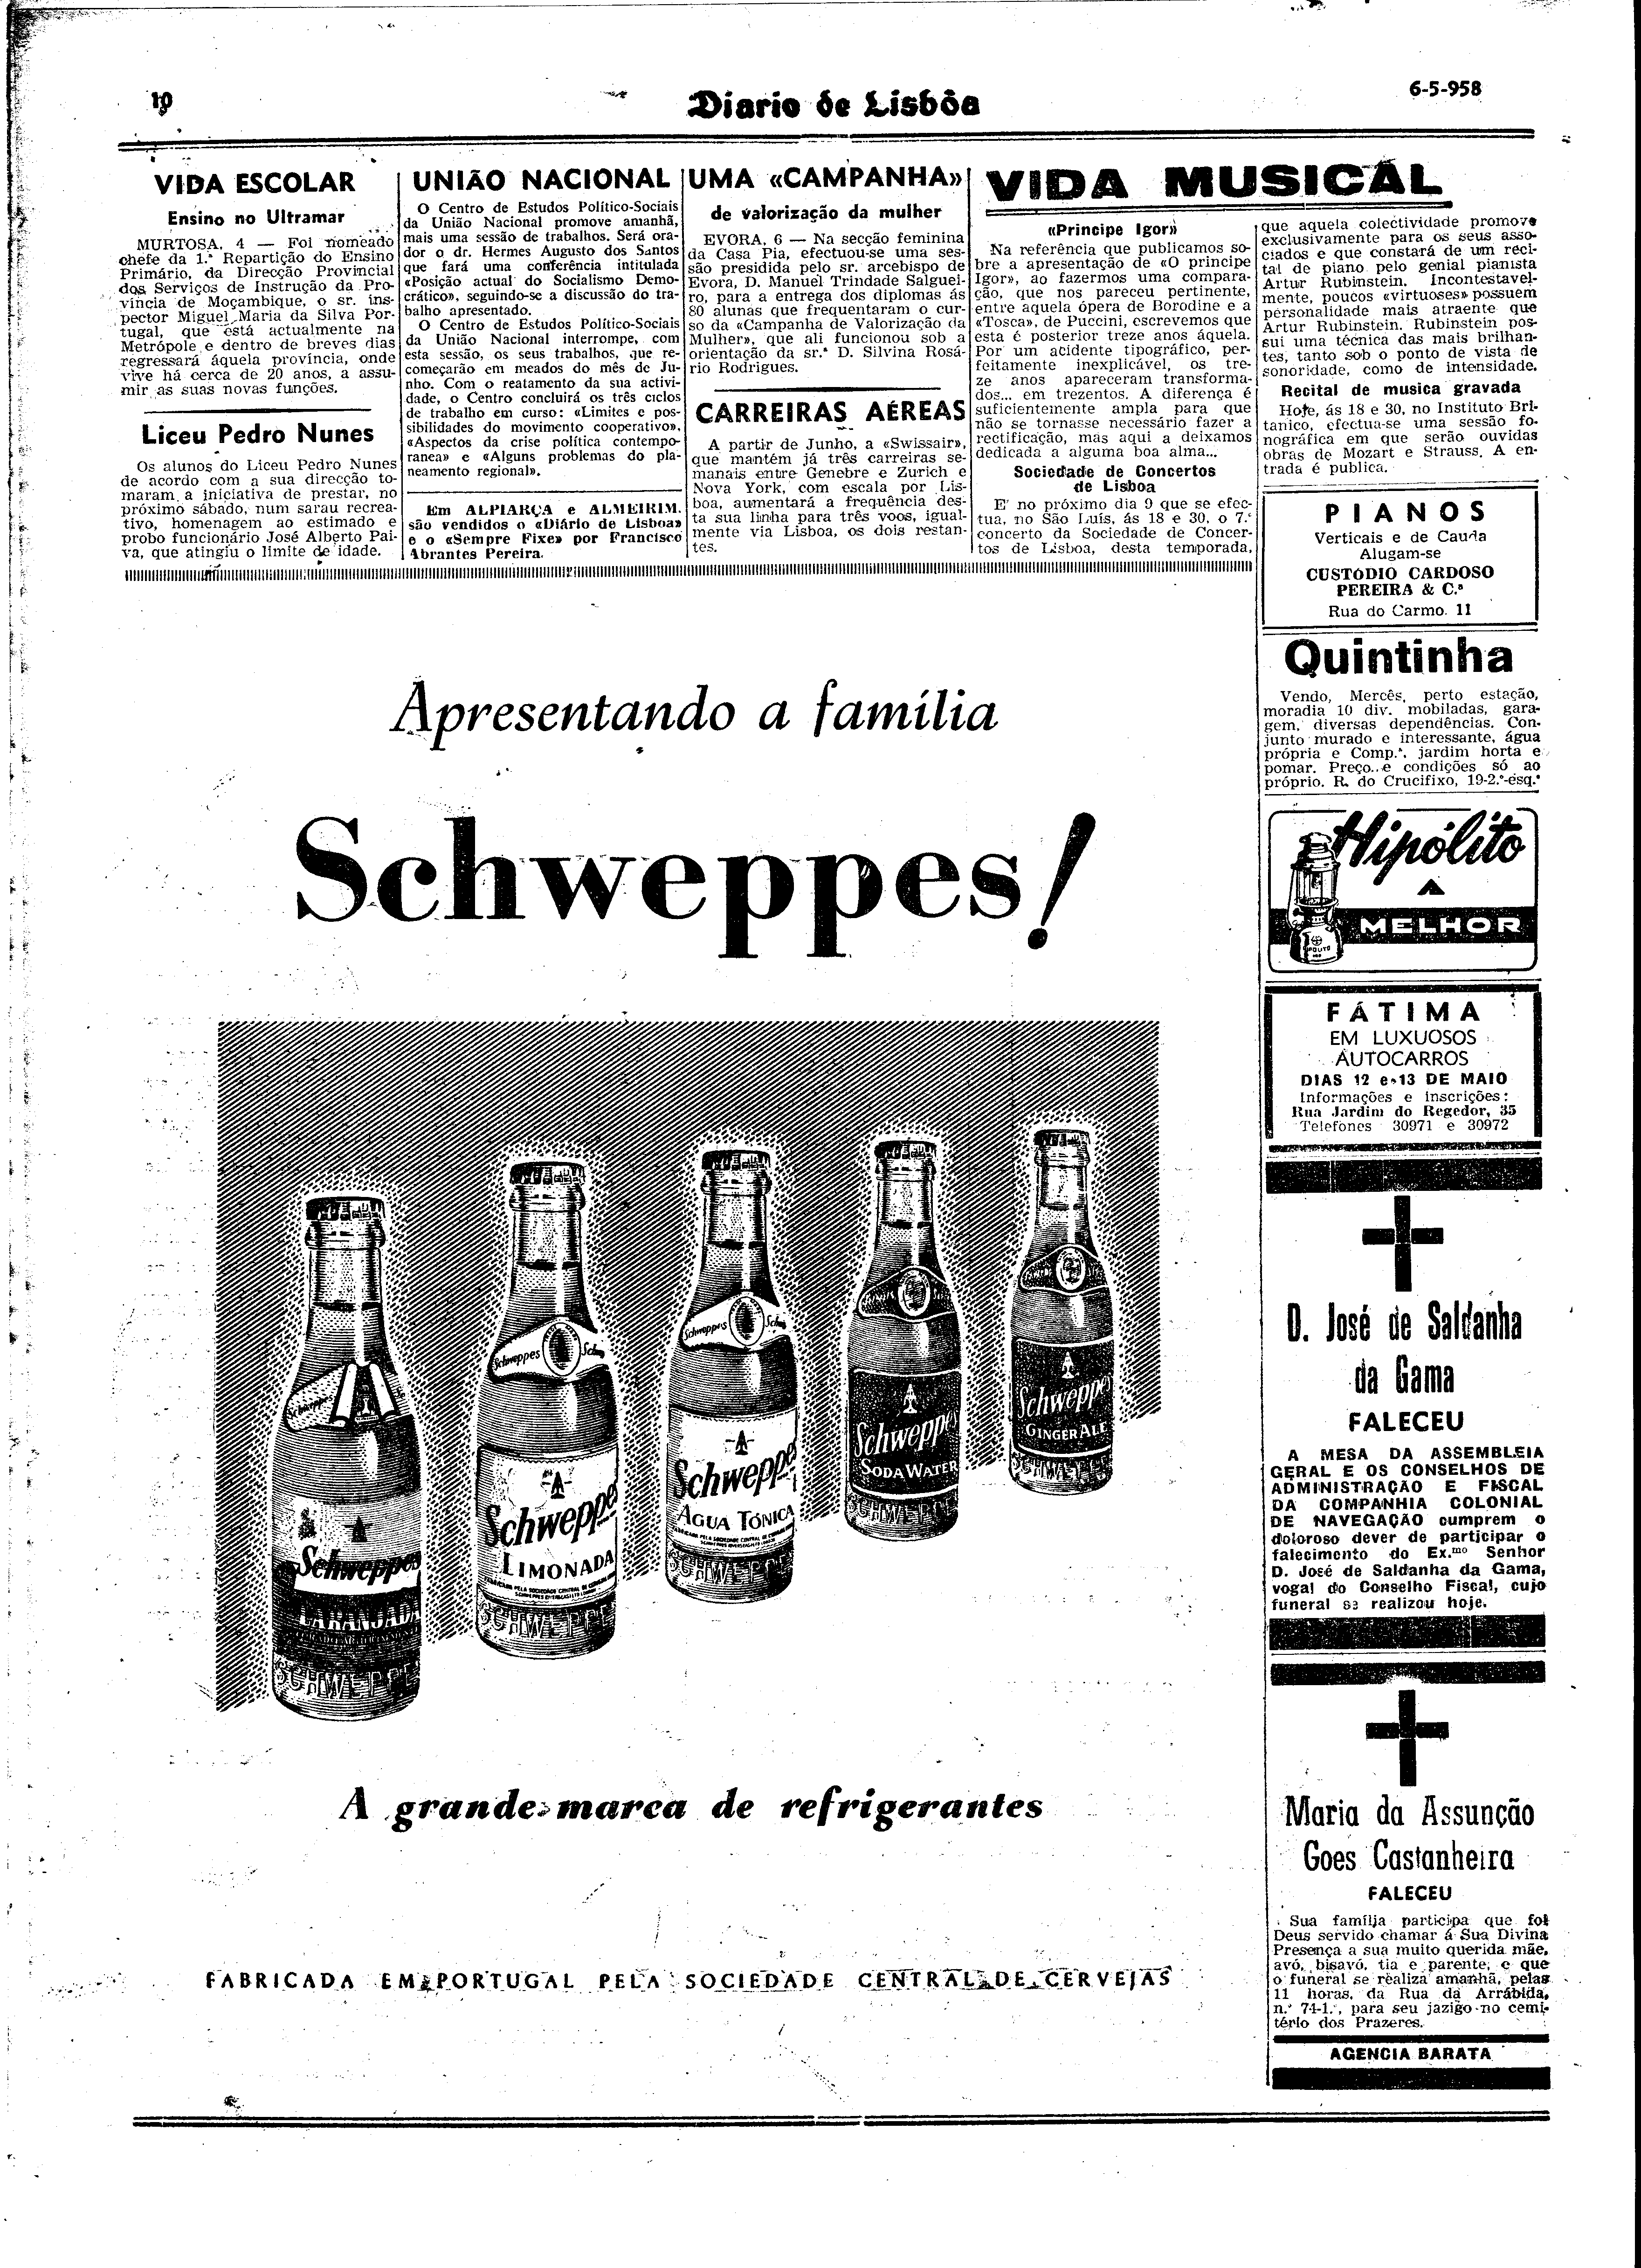 10
Diario de Lisbôa
6-5-958
VIDA ESCOLAR
Ensino no Ultramar
MURTOSA, 4 — Foi nomeado
chefe da 1.ª Repartição do Ensino
Primário, da Direcção Provincial
dos Serviços de Instrução da Pro-
víncia de Moçambique, o sr. ins-
pector Miguel Maria da Silva Por-
tugal, que está actualmente na
Metrópole e dentro de breves dias
regressará áquela província, onde
vive há cerca de 20 anos, a assu-
mir as suas novas funções.
Liceu Pedro Nunes
Os alunos do Liceu Pedro Nunes
de acordo com a sua direcção to-
maram a iniciativa de prestar, no
próximo sábado, num sarau recrea-
tivo, homenagem ao estimado e
probo funcionário José Alberto Pai-
va, que atingiu o limite de idade.
UNIÃO NACIONAL
O Centro de Estudos Político-Sociais
da União Nacional promove amanhã,
mais uma sessão de trabalhos. Será ora-
dor o dr. Hermes Augusto dos Santos
que fará uma conferência intitulada
«Posição actual do Socialismo Demo-
crático», seguindo-se a discussão do tra-
balho apresentado.
O Centro de Estudos Político-Sociais
da União Nacional interrompe, com
esta sessão, os seus trabalhos, que re-
começarão em meados do mês de Ju-
nho. Com o reatamento da sua activi-
dade, o Centro concluirá os três ciclos
de trabalho em curso: «Limites e pos-
sibilidades do movimento cooperativo»,
«Aspectos da crise política contempo-
ranea» e «Alguns problemas do pla-
neamento regional».
Em ALPIARÇA e ALMEIRIM,
são vendidos o «Diário de Lisboa»
e o «Sempre Fixe» por Francisco
Abrantes Pereira.
UMA «CAMPANHA»
de valorização da mulher
EVORA, 6 — Na secção feminina
da Casa Pia, efectuou-se uma ses-
são presidida pelo sr. arcebispo de
Evora, D. Manuel Trindade Salguei-
ro, para a entrega dos diplomas ás
80 alunas que frequentaram o cur-
so da «Campanha de Valorização da
Mulher», que ali funcionou sob a
orientação da sr.ª D. Silvina Rosá-
rio Rodrigues.
CARREIRAS AÉREAS
A partir de Junho, a «Swissair»,
que mantém já três carreiras se-
manais entre Genebre e Zurich e
Nova York, com escala por Lis-
boa, aumentará a frequência des-
ta sua linha para três voos, igual-
mente via Lisboa, os dois restan-
tes.
VIDA MUSICAL
«Principe Igor»
Na referência que publicamos so-
bre a apresentação de «O principe
Igor», ao fazermos uma compara-
ção, que nos pareceu pertinente,
entre aquela ópera de Borodine e a
«Tosca», de Puccini, escrevemos que
esta é posterior treze anos áquela.
Por um acidente tipográfico, per-
feitamente inexplicável, os tre-
ze anos apareceram transforma-
dos... em trezentos. A diferença é
suficientemente ampla para que
não se tornasse necessário fazer a
rectificação, mas aqui a deixamos
dedicada a alguma boa alma...
Sociedade de Concertos
de Lisboa
E' no próximo dia 9 que se efec-
tua, no São Luís, ás 18 e 30, o 7.º
concerto da Sociedade de Concer-
tos de Lisboa, desta temporada,
que aquela colectividade promove
exclusivamente para os seus asso-
ciados e que constará de um reci-
tal de piano pelo genial pianista
Artur Rubinstein. Incontestavel-
mente, poucos «virtuoses» possuem
personalidade mais atraente que
Artur Rubinstein. Rubinstein pos-
sui uma técnica das mais brilhan-
tes, tanto sob o ponto de vista de
sonoridade, como de intensidade.
Recital de musica gravada
Hoje, ás 18 e 30, no Instituto Bri-
tanico, efectua-se uma sessão fo-
nográfica em que serão ouvidas
obras de Mozart e Strauss. A en-
trada é publica.
PIANOS
Verticais e de Cauda
Alugam-se
CUSTÓDIO CARDOSO
PEREIRA & C.ª
Rua do Carmo, 11
Quintinha
Vendo, Mercês, perto estação,
moradia 10 div. mobiladas, gara-
gem, diversas dependências. Con-
junto murado e interessante, água
própria e Comp.ª, jardim horta e
pomar. Preço e condições só ao
próprio. R. do Crucifixo, 19-2.º-esq.º
Hipólito
A
MELHOR
FÁTIMA
EM LUXUOSOS
AUTOCARROS
DIAS 12 e 13 DE MAIO
Informações e inscrições:
Rua Jardim do Regedor, 35
Telefones 30971 e 30972
D. José de Saldanha
da Gama
FALECEU
A MESA DA ASSEMBLEIA
GERAL E OS CONSELHOS DE
ADMINISTRAÇÃO E FISCAL
DA COMPANHIA COLONIAL
DE NAVEGAÇÃO cumprem o
doloroso dever de participar o
falecimento do Ex.mo Senhor
D. José de Saldanha da Gama,
vogal do Conselho Fiscal, cujo
funeral se realizou hoje.
Maria da Assunção
Goes Castanheira
FALECEU
Sua família participa que foi
Deus servido chamar á Sua Divina
Presença a sua muito querida mãe,
avó, bisavó, tia e parente, e que
o funeral se realiza amanhã, pelas
11 horas, da Rua da Arrábida,
n.º 74-1.º, para seu jazigo no cemi-
tério dos Prazeres.
AGENCIA BARATA
Apresentando a família
Schweppes!
Schweppes
LARANJADA
SCHWEPPES
Schweppes
Schweppes
LIMONADA
SCHWEPPES
Schweppes
Schweppes
ÁGUA TÓNICA
SCHWEPPES
Schweppes
SODA WATER
SCHWEPPES
Schweppes
GINGER ALE
SCHWEPPES
A grande marca de refrigerantes
FABRICADA EM PORTUGAL PELA SOCIEDADE CENTRAL DE CERVEJAS